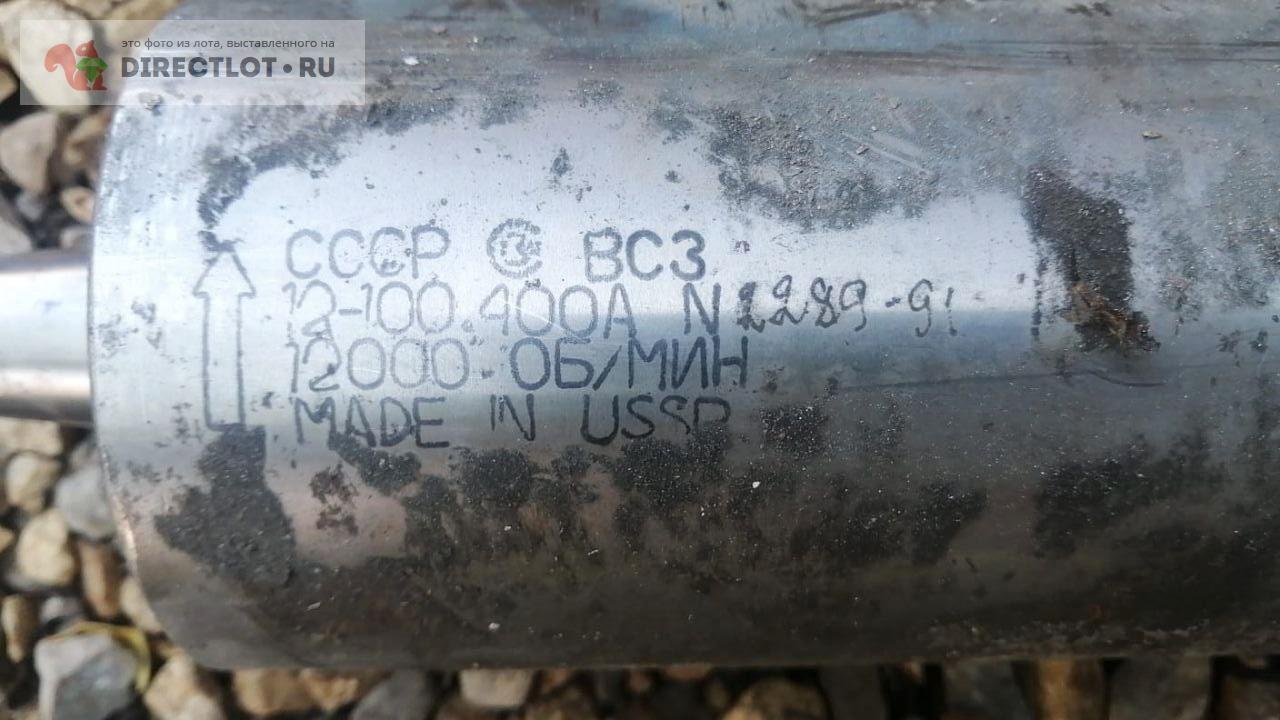 это фото из лота, выставленного на
DIRECTLOT.RU
СССР ВСЗ
12-100.400А N2289-91
12000 ОБ/МИН
MADE IN USSR